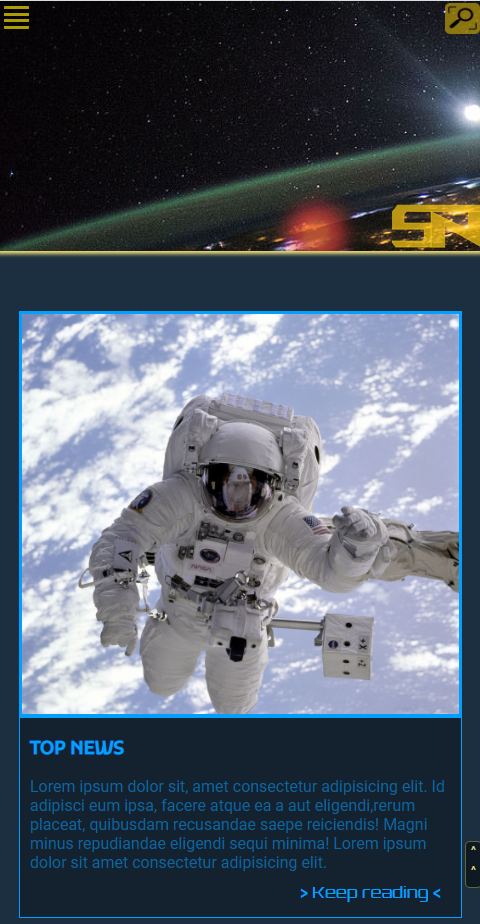 SN
NASA
TOP NEWS
Lorem ipsum dolor sit, amet consectetur adipisicing elit. Id
adipisci eum ipsa, facere atque ea a aut eligendi,rerum
placeat, quibusdam recusandae saepe reiciendis! Magni
minus repudiandae eligendi sequi minima! Lorem ipsum
dolor sit amet consectetur adipisicing elit.
> Keep reading <